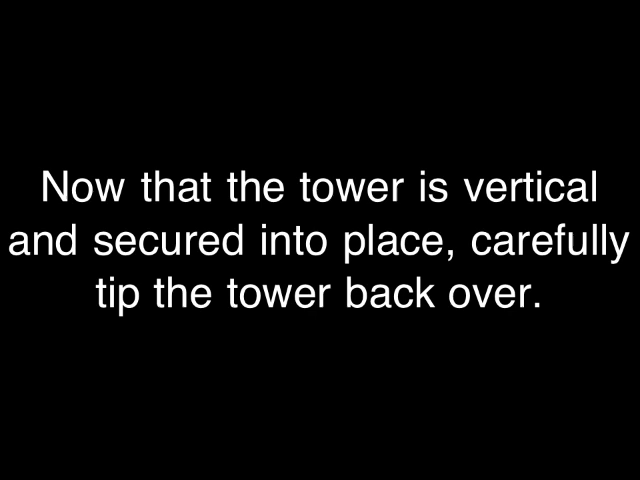 Now that the tower is vertical
and secured into place, carefully
tip the tower back over.